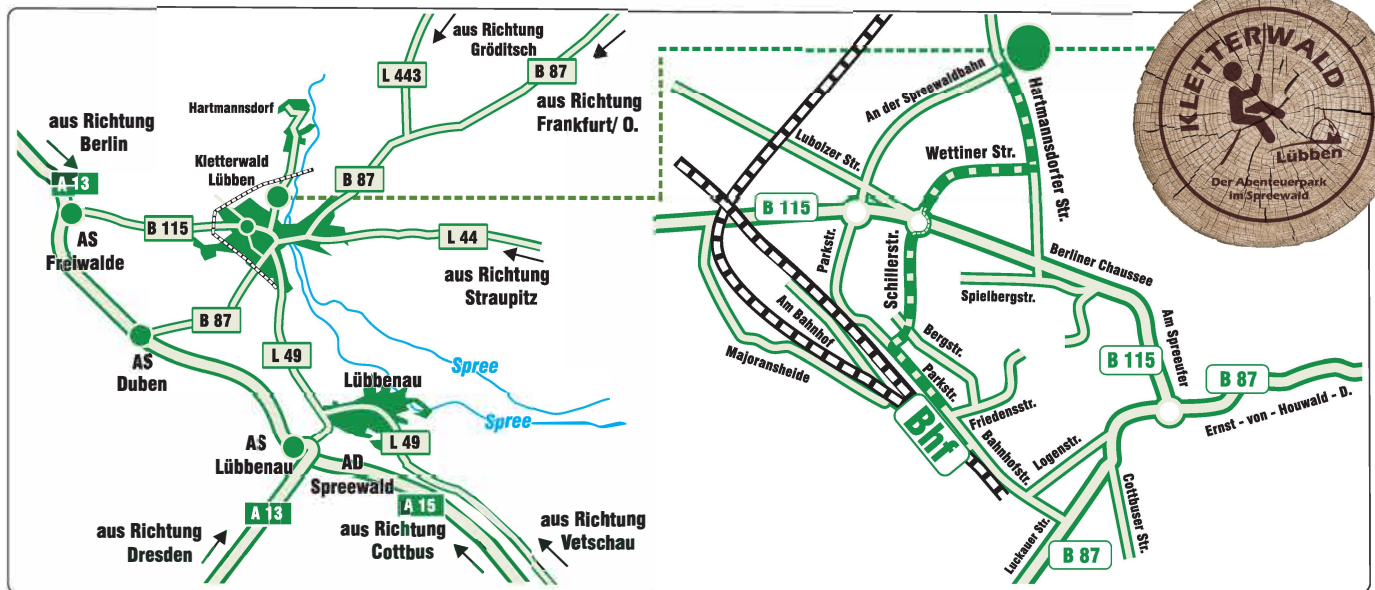 aus Richtung
Gröditsch
L 443
B 87
aus Richtung
Frankfurt/ O.
Hartmannsdorf
aus Richtung
Berlin
A 13
Kletterwald
Lübben
B 87
B 115
AS
Freiwalde
L 44
aus Richtung
Straupitz
B 87
AS
Duben
L 49
Lübbenau
Spree
Spree
L 49
AS
Lübbenau
AD
Spreewald
A 13
A 15
aus Richtung
Dresden
aus Richtung
Cottbus
aus Richtung
Vetschau
An der Spreewaldbahn
Hartmannsdorfer Str.
Lubolzer Str.
Wettiner Str.
B 115
Parkstr.
Schillerstr.
Berliner Chaussee
Spielbergstr.
Am Bahnhof
Majoransheide
Bergstr.
Parkstr.
Friedensstr.
Am Spreeufer
B 115
B 87
Ernst - von - Houwald - D.
Bhf
Bahnhofstr.
Logenstr.
Cottbuser Str.
Luckauer Str.
B 87
KLETTERWALD
Lübben
Der Abenteuerpark
im Spreewald